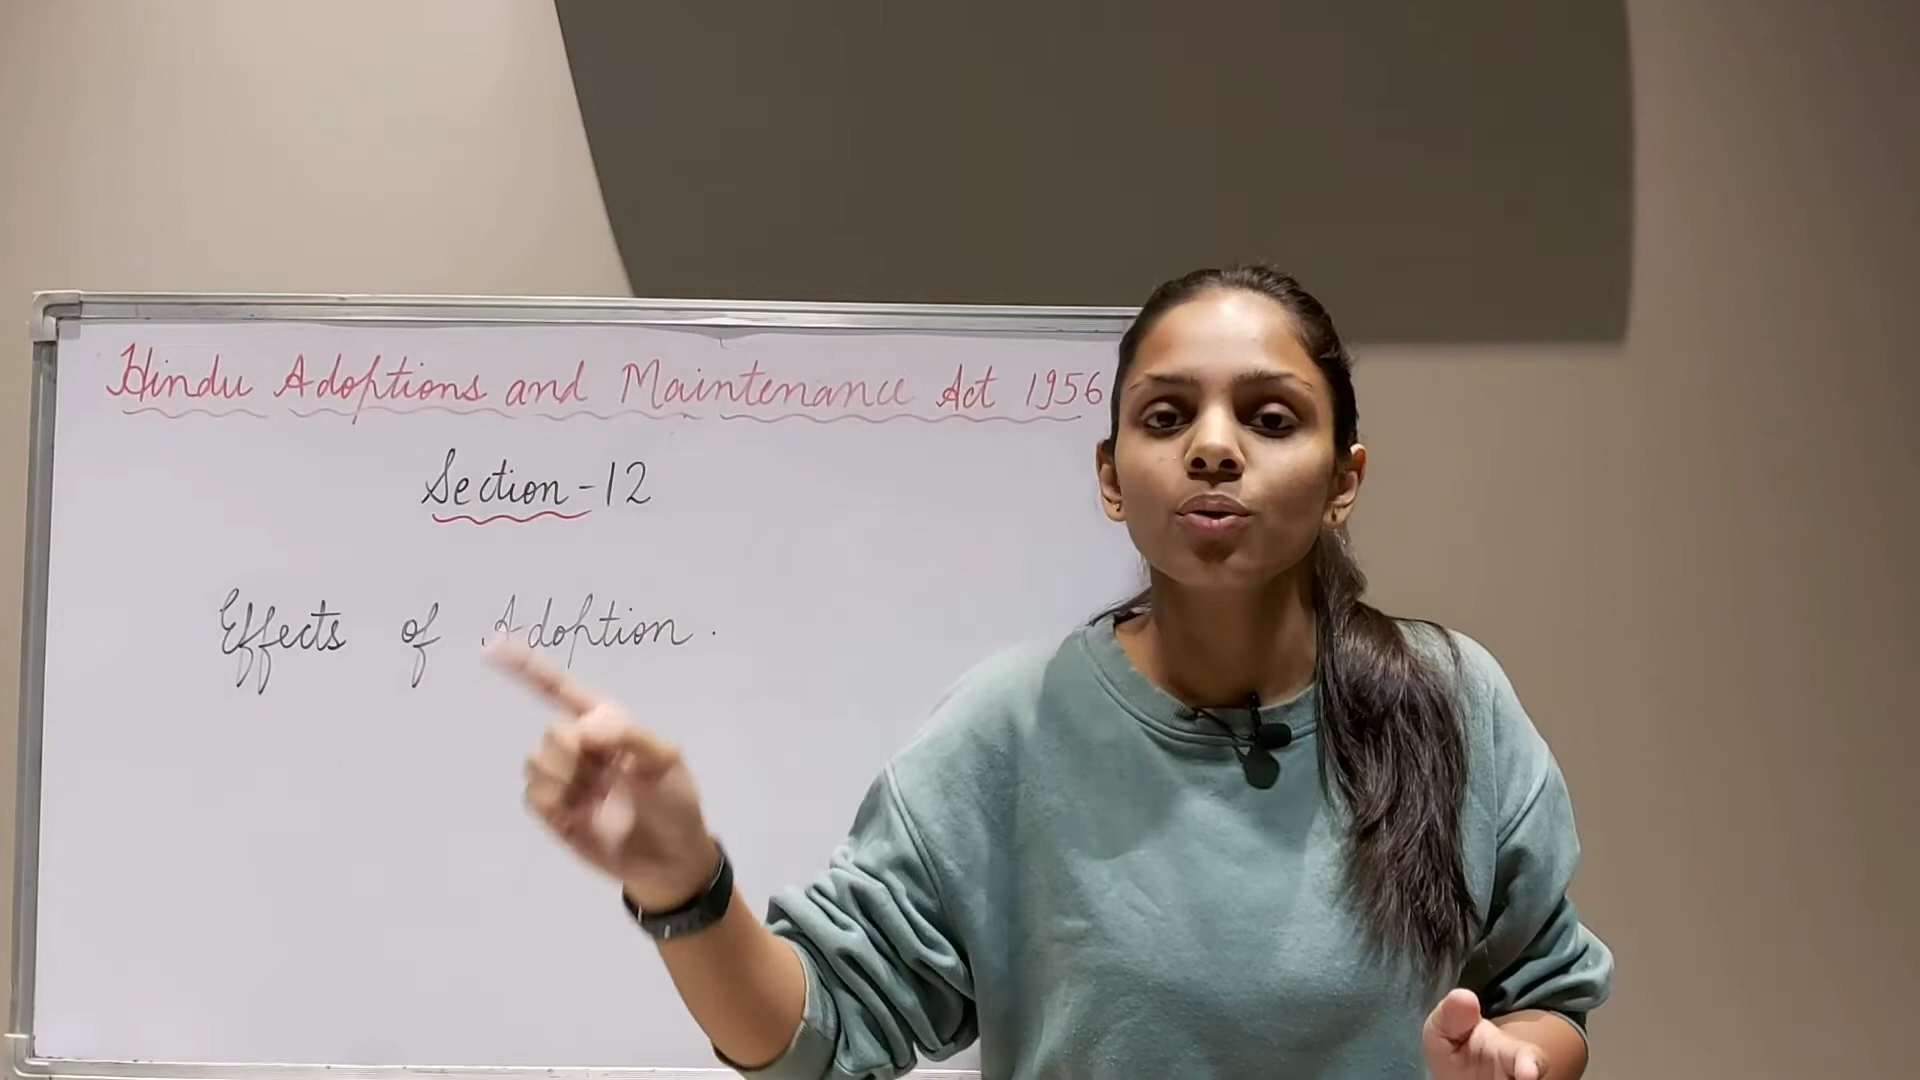 Hindu Adoptions and Maintenance Act 1956
Section-12
Effects of Adoption.